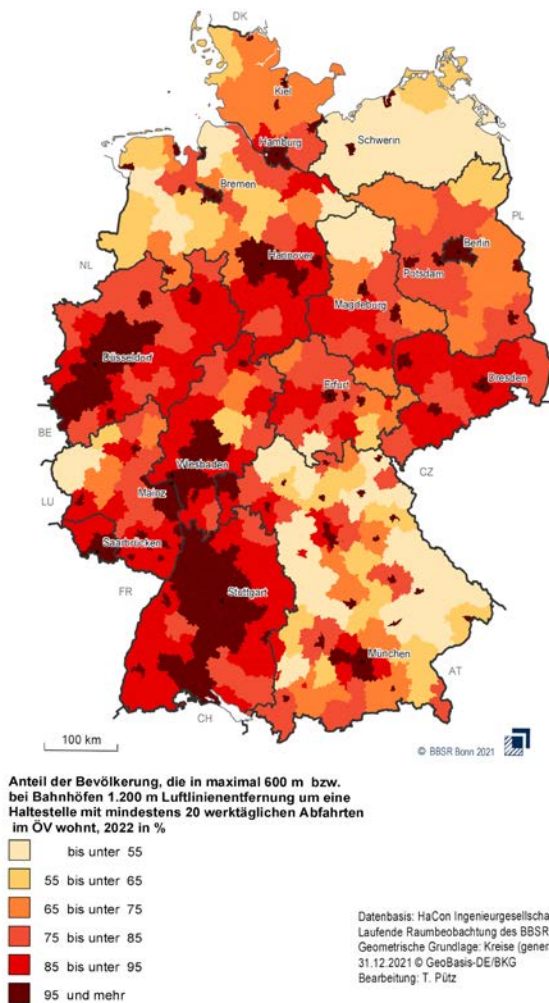 DK
Kiel
Hamburg
Schwerin
Bremen
PL
Berlin
NL
Hannover
Potsdam
Magdeburg
Düsseldorf
Erfurt
Dresden
BE
Wiesbaden
CZ
LU
Mainz
Saarbrücken
FR
Stuttgart
München
AT
CH
100 km
© BBSR Bonn 2021
Anteil der Bevölkerung, die in maximal 600 m bzw.
bei Bahnhöfen 1.200 m Luftlinienentfernung um eine
Haltestelle mit mindestens 20 werktäglichen Abfahrten
im ÖV wohnt, 2022 in %
bis unter 55
55 bis unter 65
65 bis unter 75
75 bis unter 85
85 bis unter 95
95 und mehr
Datenbasis: HaCon Ingenieurgesellscha
Laufende Raumbeobachtung des BBSR
Geometrische Grundlage: Kreise (gener
31.12.2021 © GeoBasis-DE/BKG
Bearbeitung: T. Pütz